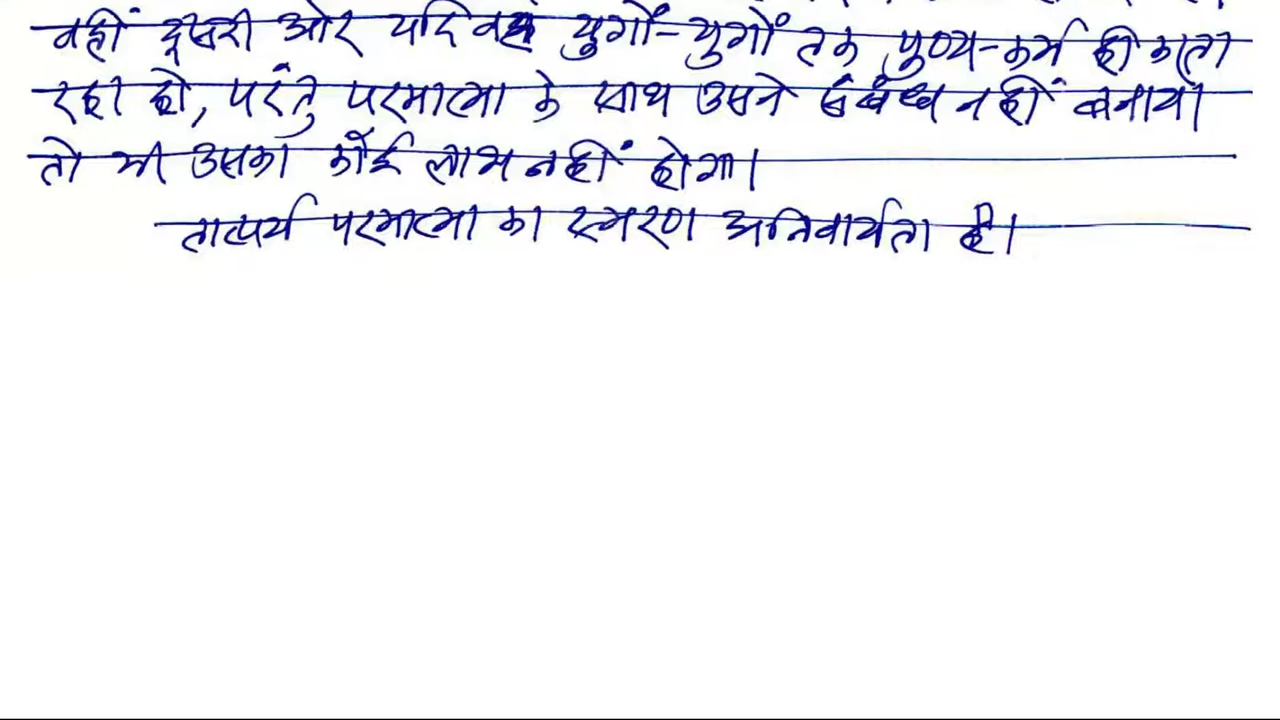 वहीं दूसरी ओर यदि वह युगों-युगों तक पुण्य-कर्म ही करता
रहा हो, परंतु परमात्मा के साथ उसने संबंध नहीं बनाया
तो भी उसका कोई लाभ नहीं होगा।
तात्पर्य परमात्मा का स्मरण अनिवार्यता है।